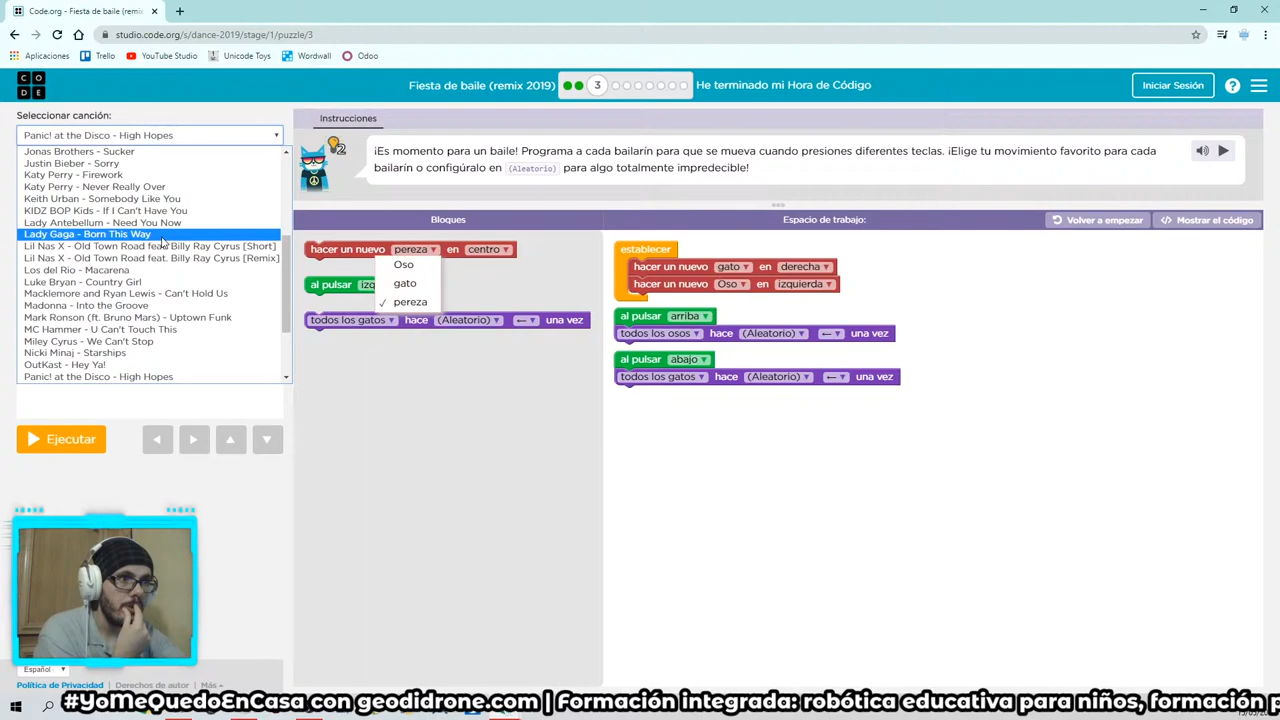 Code.org - Fiesta de baile (remix
studio.code.org/s/dance-2019/stage/1/puzzle/3
Aplicaciones
Trello
YouTube Studio
Unicode Toys
Wordwall
Odoo
C O
D E
Fiesta de baile (remix 2019)
3
He terminado mi Hora de Código
Iniciar Sesión
?
Seleccionar canción:
Panic! at the Disco - High Hopes
Jonas Brothers - Sucker
Justin Bieber - Sorry
Katy Perry - Firework
Katy Perry - Never Really Over
Keith Urban - Somebody Like You
KIDZ BOP Kids - If I Can't Have You
Lady Antebellum - Need You Now
Lady Gaga - Born This Way
Lil Nas X - Old Town Road feat. Billy Ray Cyrus [Short]
Lil Nas X - Old Town Road feat. Billy Ray Cyrus [Remix]
Los del Rio - Macarena
Luke Bryan - Country Girl
Macklemore and Ryan Lewis - Can't Hold Us
Madonna - Into the Groove
Mark Ronson (ft. Bruno Mars) - Uptown Funk
MC Hammer - U Can't Touch This
Miley Cyrus - We Can't Stop
Nicki Minaj - Starships
OutKast - Hey Ya!
Panic! at the Disco - High Hopes
Ejecutar
Instrucciones
2
¡Es momento para un baile! Programa a cada bailarín para que se mueva cuando presiones diferentes teclas. ¡Elige tu movimiento favorito para cada
bailarín o configúralo en (Aleatorio) para algo totalmente impredecible!
Bloques
Espacio de trabajo:
Volver a empezar
Mostrar el código
hacer un nuevo pereza en centro
Oso
gato
✓ pereza
al pulsar izq
todos los gatos hace (Aleatorio) ← una vez
establecer
hacer un nuevo gato en derecha
hacer un nuevo Oso en izquierda
al pulsar arriba
todos los osos hace (Aleatorio) ← una vez
al pulsar abajo
todos los gatos hace (Aleatorio) ← una vez
Español
Política de Privacidad
Derechos de autor
Más
#YoMeQuedoEnCasa con geodidrone.com | Formación integrada: robótica educativa para niños, formación p